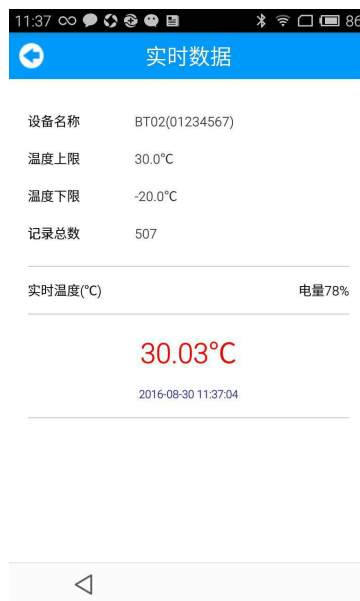 11:37 86
实时数据
设备名称 BT02(01234567)
温度上限 30.0℃
温度下限 -20.0℃
记录总数 507
实时温度(℃) 电量78%
30.03°C
2016-08-30 11:37:04